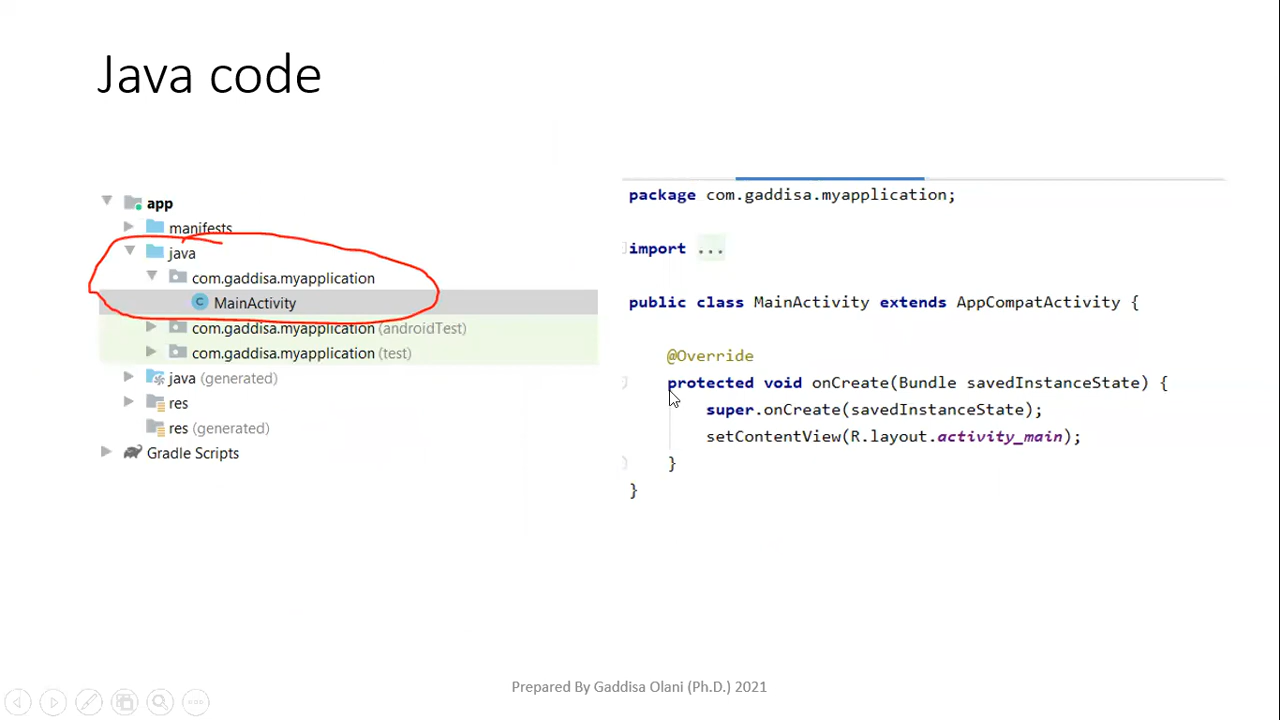 Java code
app
manifests
java
com.gaddisa.myapplication
MainActivity
com.gaddisa.myapplication (androidTest)
com.gaddisa.myapplication (test)
java (generated)
res
res (generated)
Gradle Scripts
package com.gaddisa.myapplication;
import ...
public class MainActivity extends AppCompatActivity {
@Override
protected void onCreate(Bundle savedInstanceState) {
super.onCreate(savedInstanceState);
setContentView(R.layout.activity_main);
}
}
Prepared By Gaddisa Olani (Ph.D.) 2021